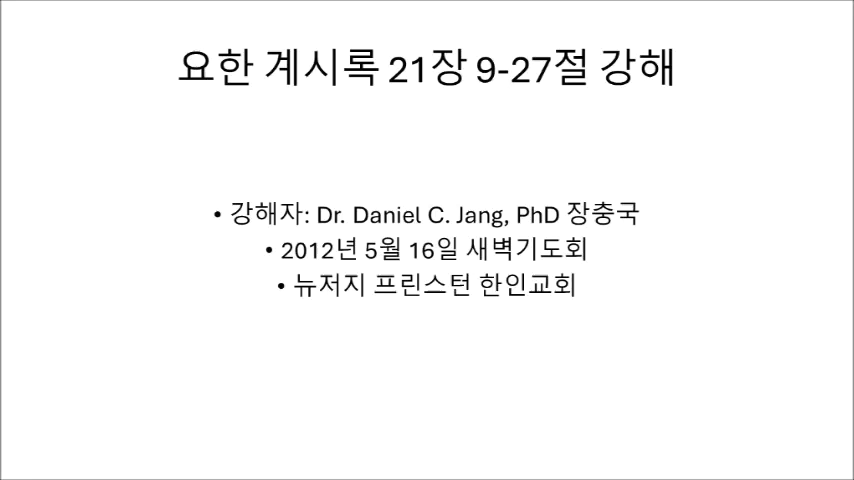 요한 계시록 21장 9-27절 강해
• 강해자: Dr. Daniel C. Jang, PhD 장충국
• 2012년 5월 16일 새벽기도회
• 뉴저지 프린스턴 한인교회